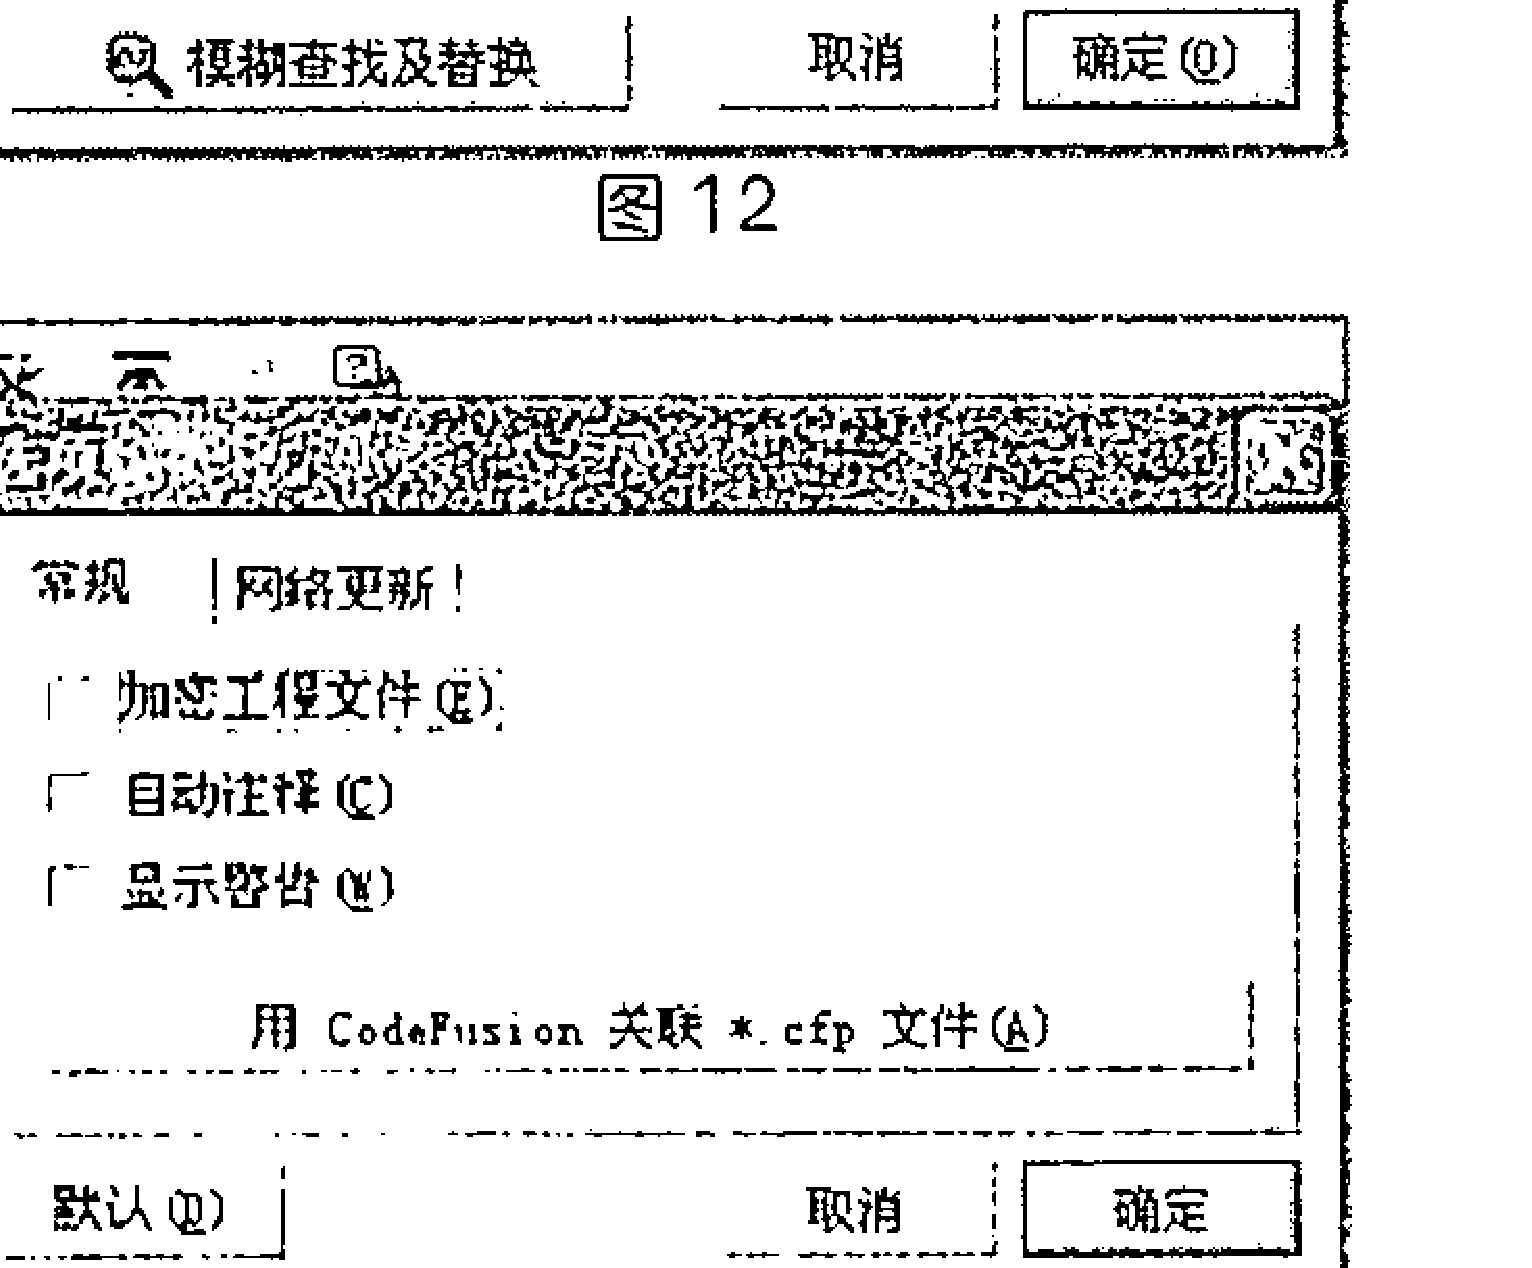 模糊查找及替换 取消 确定(O)
图 12
?
常规 网络更新
加密工程文件(E)
自动注释(C)
显示警告(W)
用 CodeFusion 关联 *.cfp 文件(A)
默认(D) 取消 确定